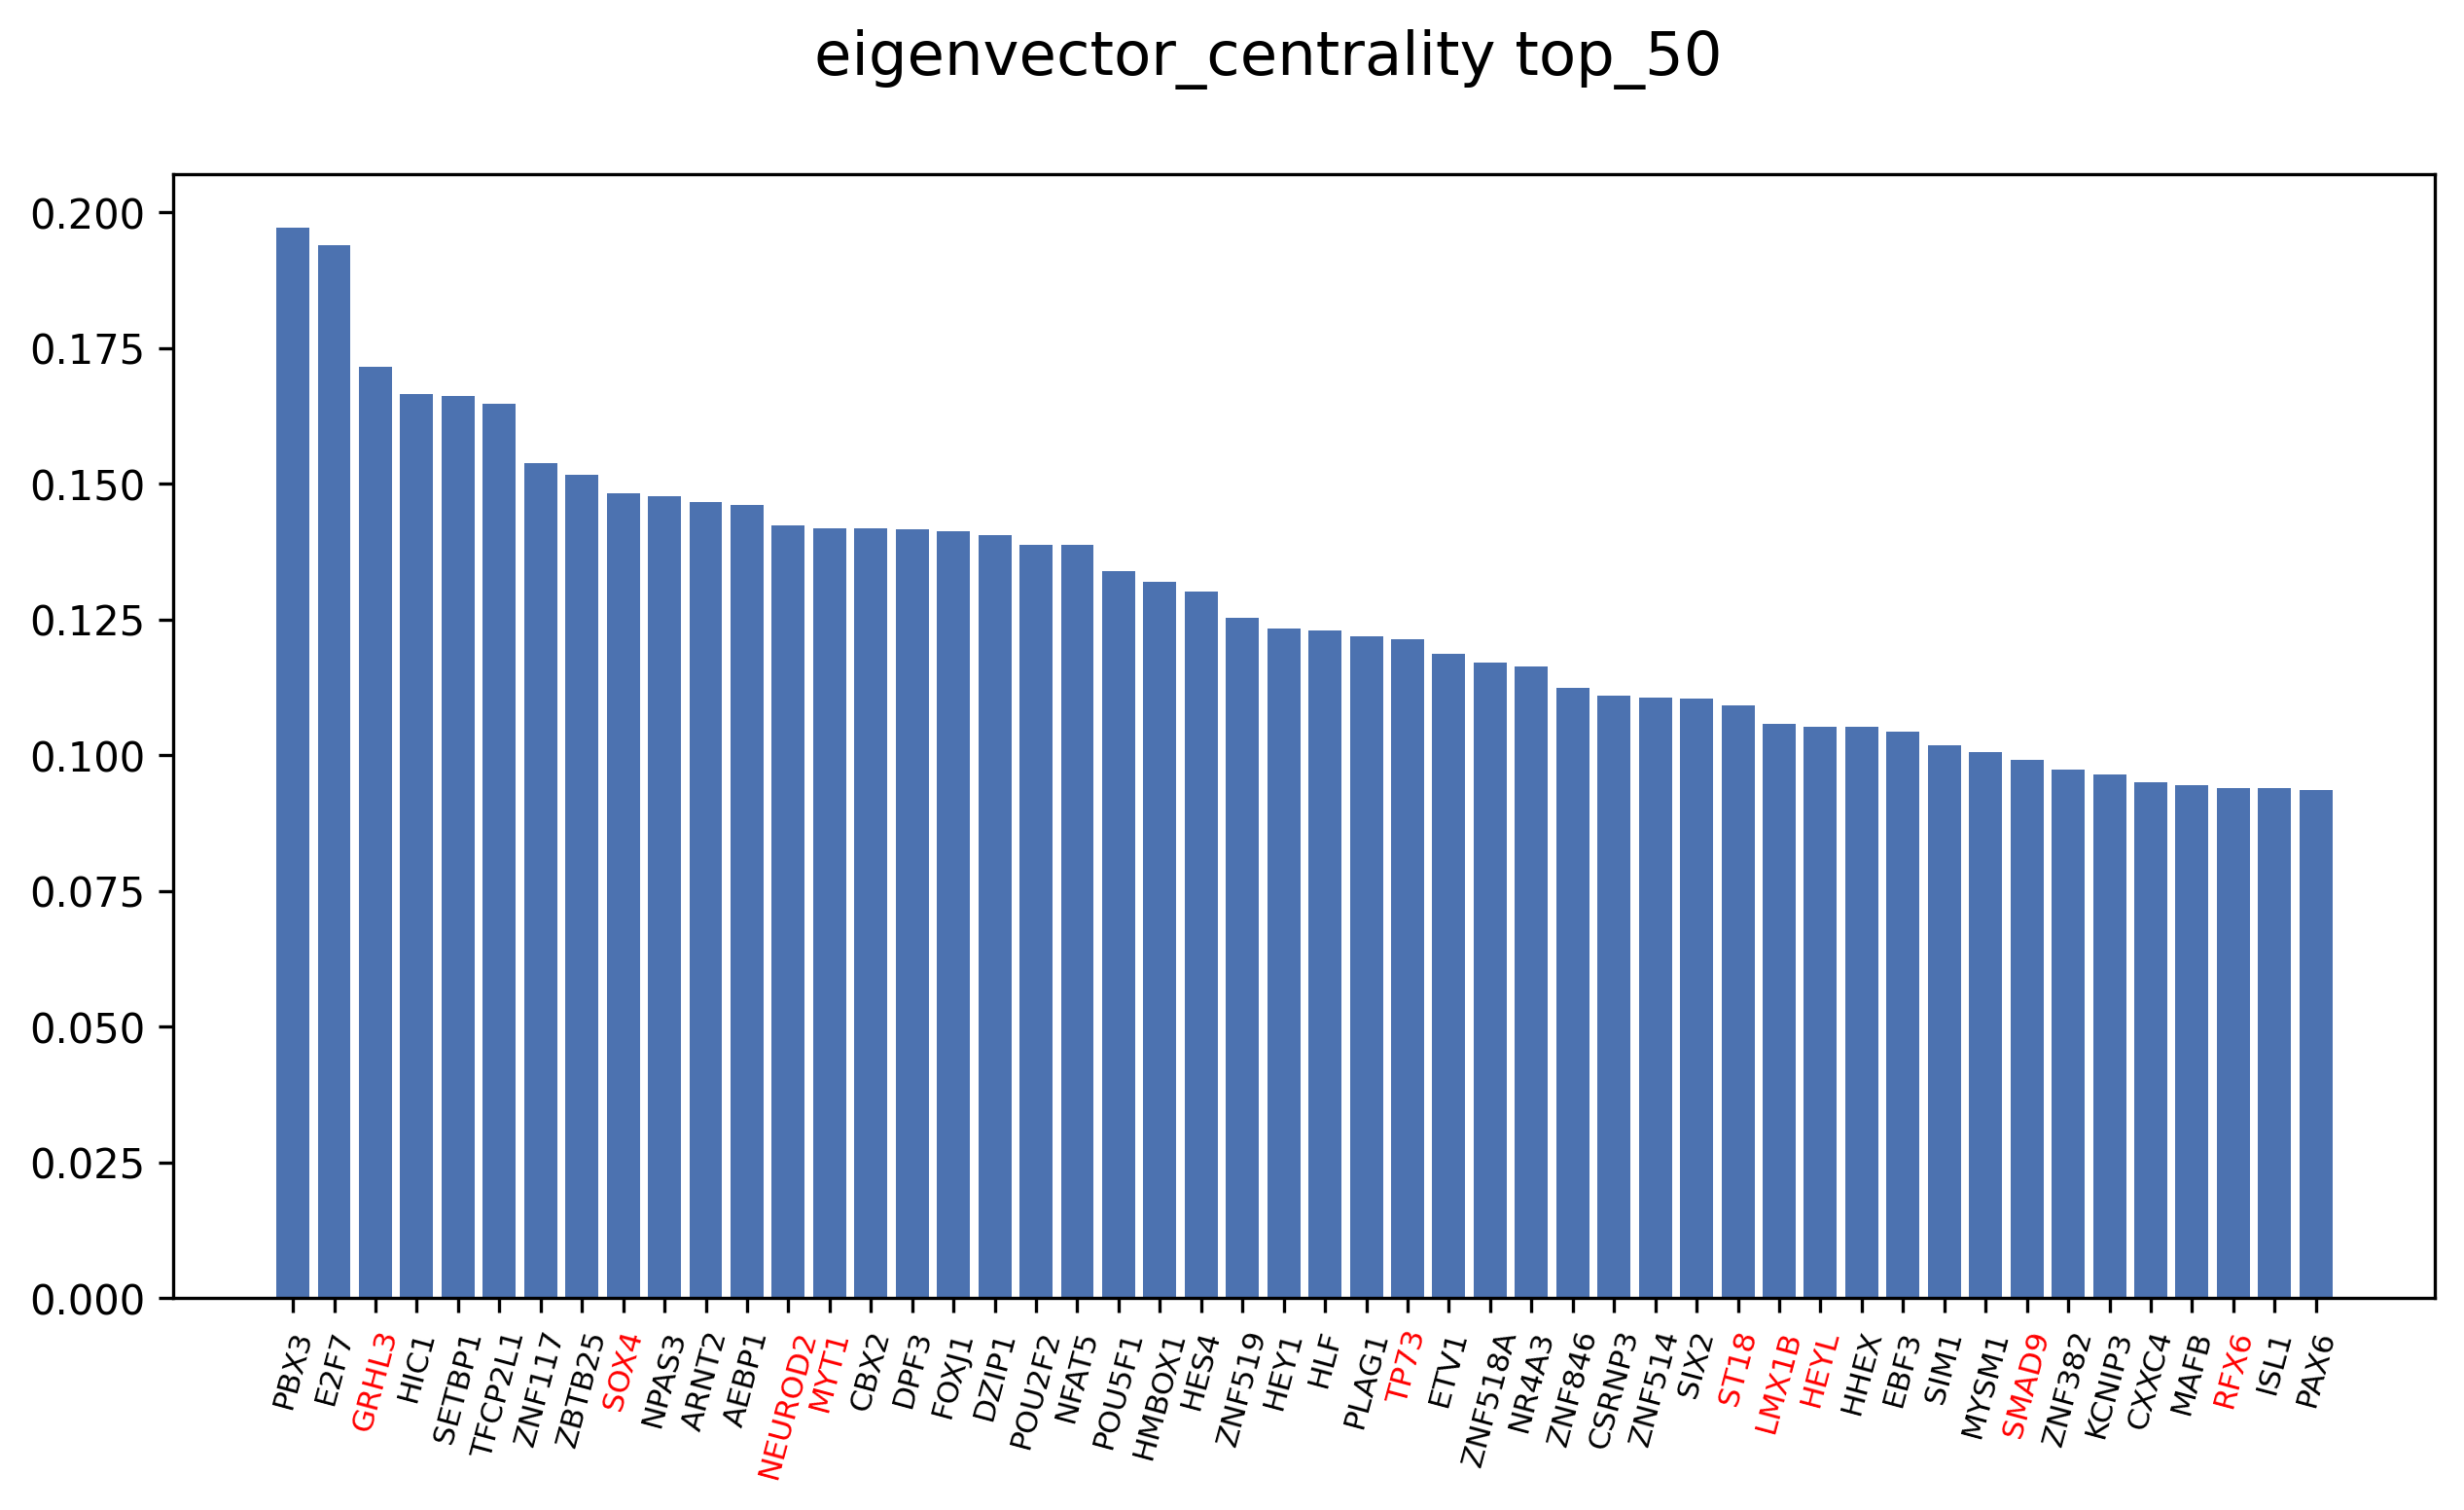 eigenvector_centrality top_50
0.200
0.175
0.150
0.125
0.100
0.075
0.050
0.025
0.000
PBX3
E2F7
GRHL3
HIC1
SETBP1
TFCP2L1
ZNF117
ZBTB25
SOX4
NPAS3
ARNT2
AEBP1
NEUROD2
MYT1
CBX2
DPF3
FOXJ1
DZIP1
POU2F2
NFAT5
POU5F1
HMBOX1
HES4
ZNF519
HEY1
HLF
PLAG1
TP73
ETV1
ZNF518A
NR4A3
ZNF846
CSRNP3
ZNF514
SIX2
ST18
LMX1B
HEYL
HHEX
EBF3
SIM1
MYSM1
SMAD9
ZNF382
KCNIP3
CXXC4
MAFB
RFX6
ISL1
PAX6